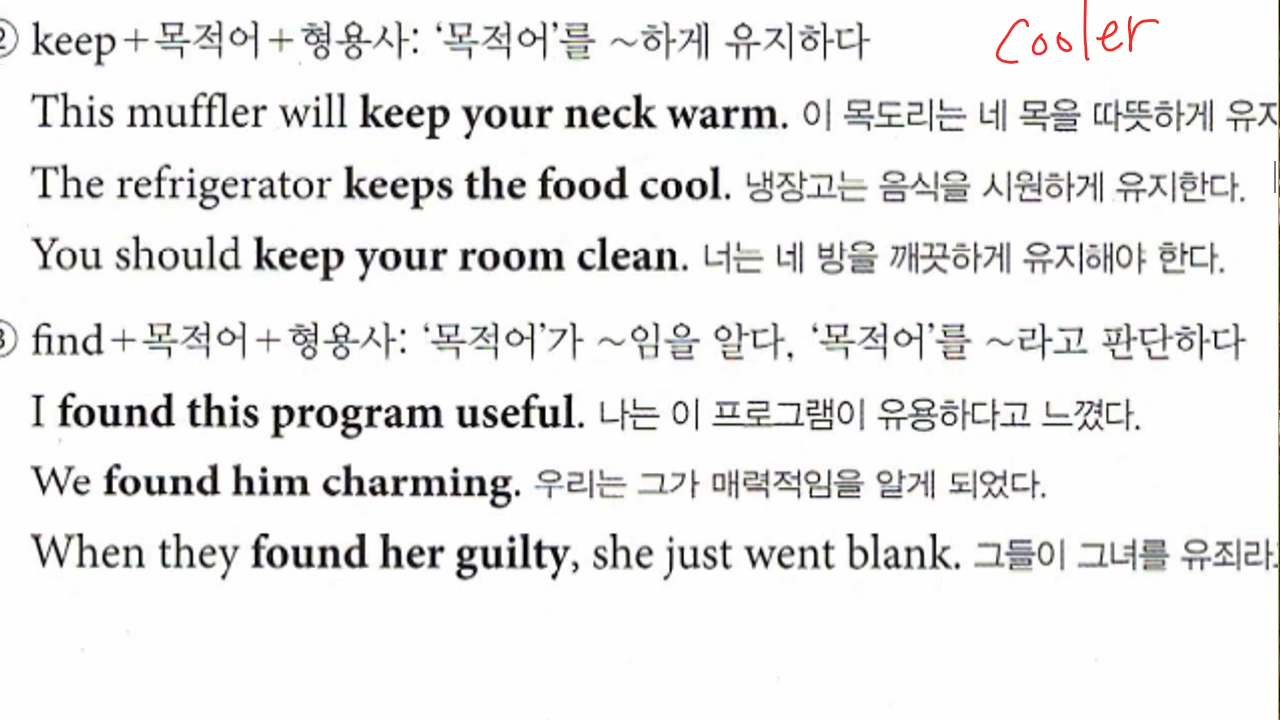 ② keep+목적어+형용사: ‘목적어’를 ~하게 유지하다
cooler
This muffler will keep your neck warm. 이 목도리는 네 목을 따뜻하게
The refrigerator keeps the food cool. 냉장고는 음식을 시원하게 유지한다.
You should keep your room clean. 너는 네 방을 깨끗하게 유지해야 한다.
③ find+목적어+형용사: ‘목적어’가 ~임을 알다, ‘목적어’를 ~라고 판단하다
I found this program useful. 나는 이 프로그램이 유용하다고 느꼈다.
We found him charming. 우리는 그가 매력적임을 알게 되었다.
When they found her guilty, she just went blank. 그들이 그녀를